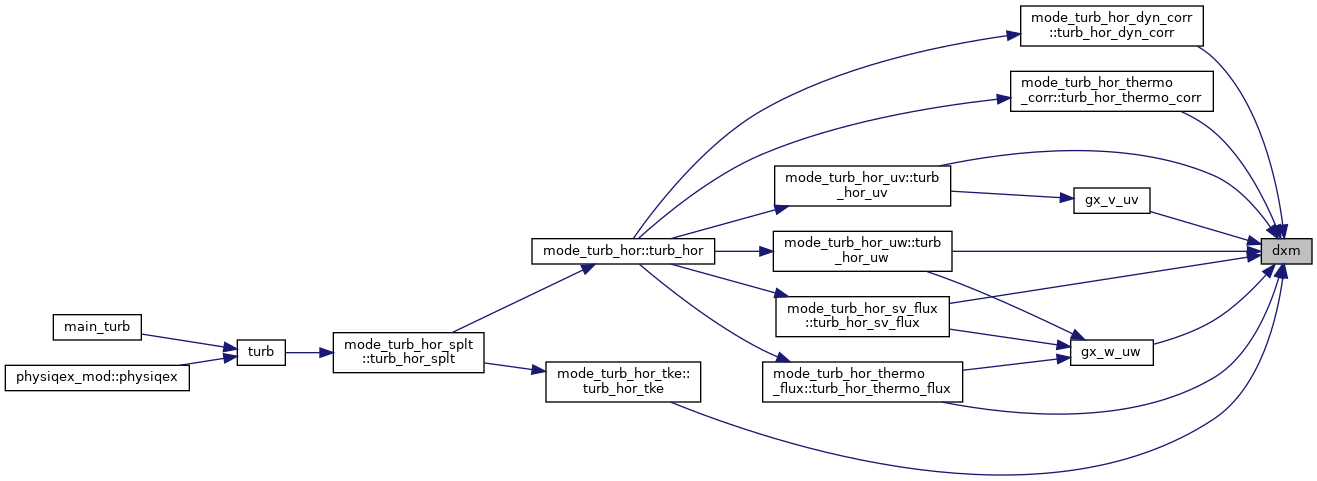 mode_turb_hor_dyn_corr
::turb_hor_dyn_corr
mode_turb_hor_thermo
_corr::turb_hor_thermo_corr
mode_turb_hor_uv::turb
_hor_uv
gx_v_uv
mode_turb_hor::turb_hor
mode_turb_hor_uw::turb
_hor_uw
dxm
mode_turb_hor_sv_flux
::turb_hor_sv_flux
main_turb
turb
mode_turb_hor_splt
::turb_hor_splt
gx_w_uw
physiqex_mod::physiqex
mode_turb_hor_tke::
turb_hor_tke
mode_turb_hor_thermo
_flux::turb_hor_thermo_flux